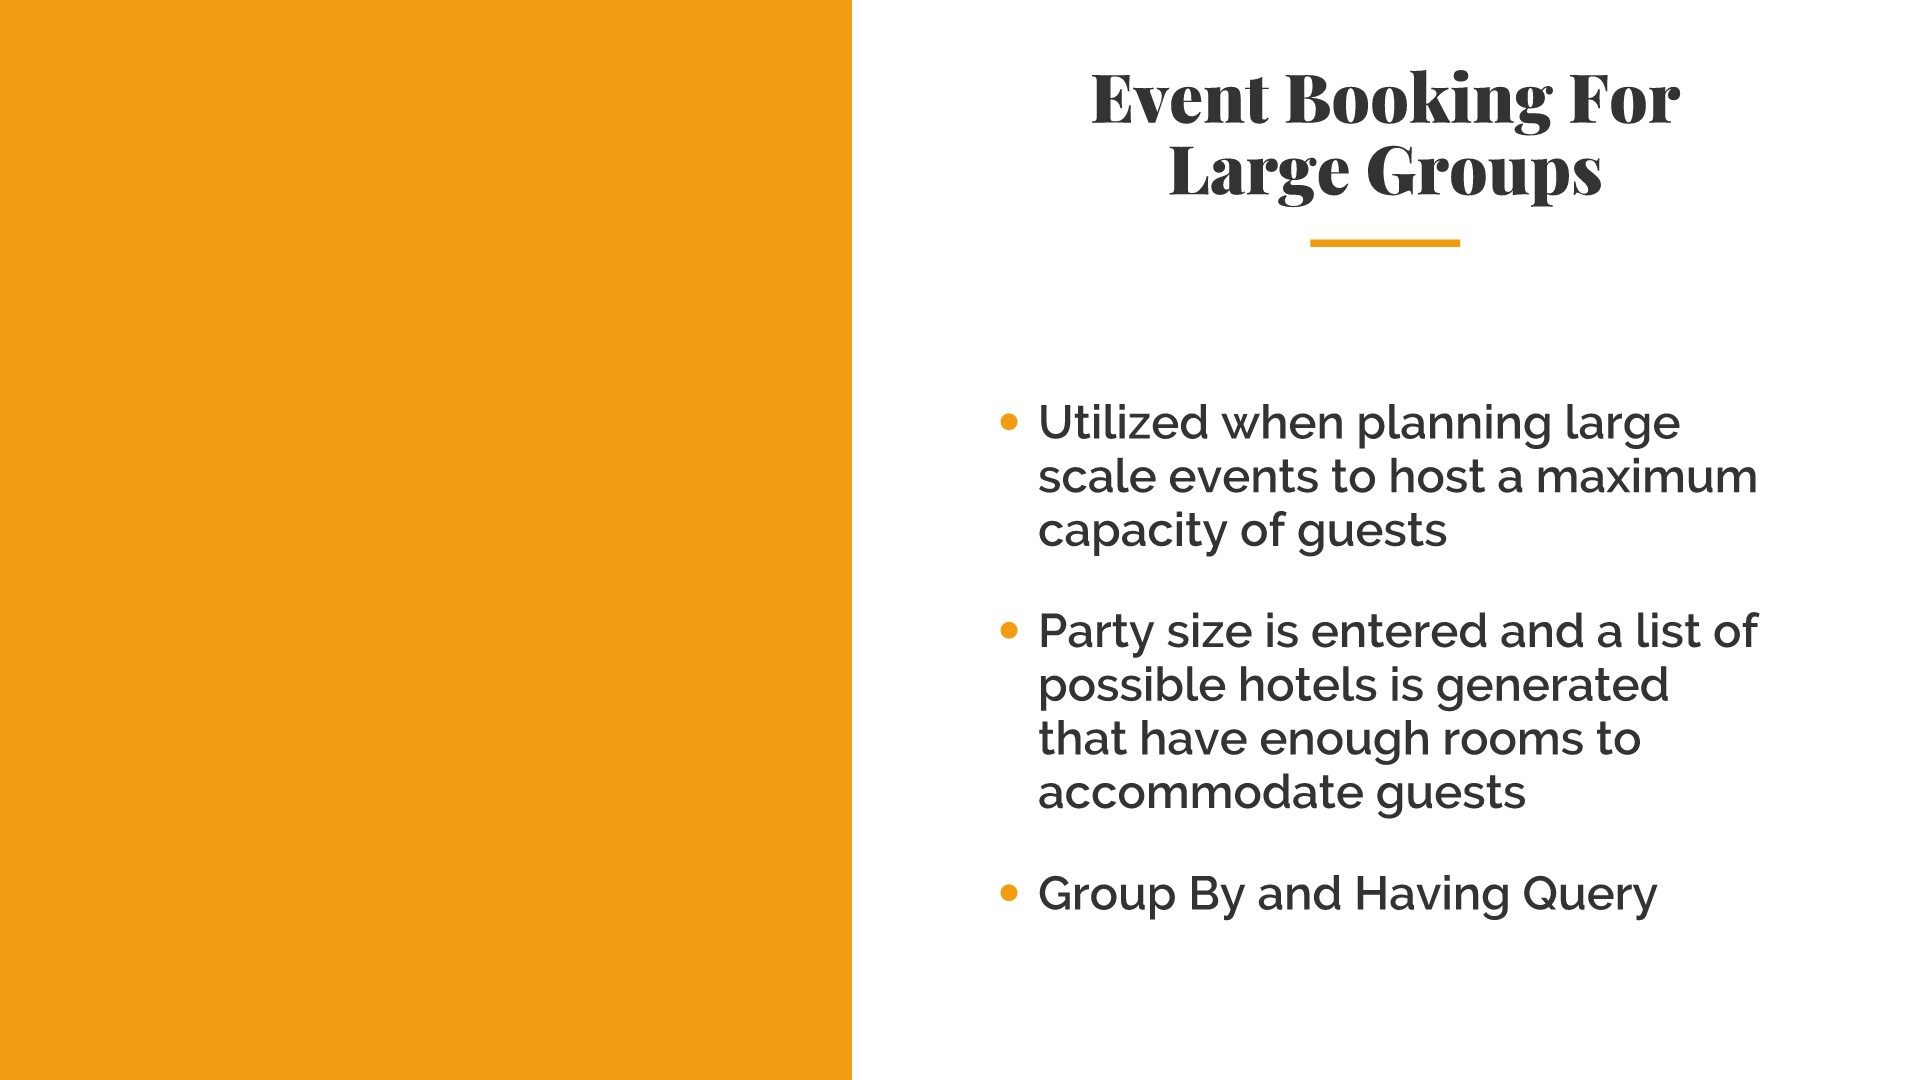 Event Booking For
Large Groups
Utilized when planning large
scale events to host a maximum
capacity of guests
Party size is entered and a list of
possible hotels is generated
that have enough rooms to
accommodate guests
Group By and Having Query